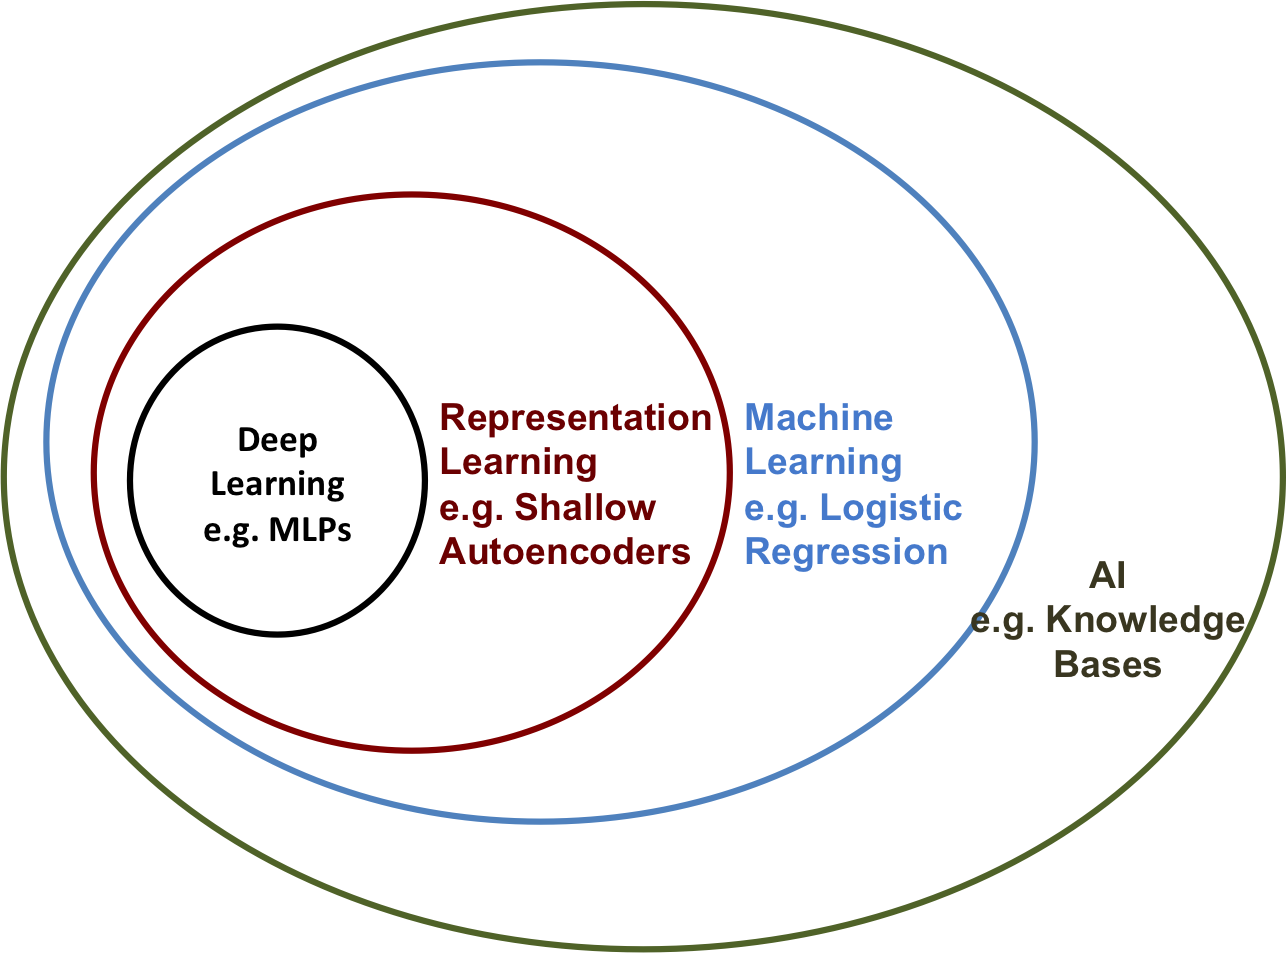 Deep
Learning
e.g. MLPs
Representation
Learning
e.g. Shallow
Autoencoders
Machine
Learning
e.g. Logistic
Regression
AI
e.g. Knowledge
Bases